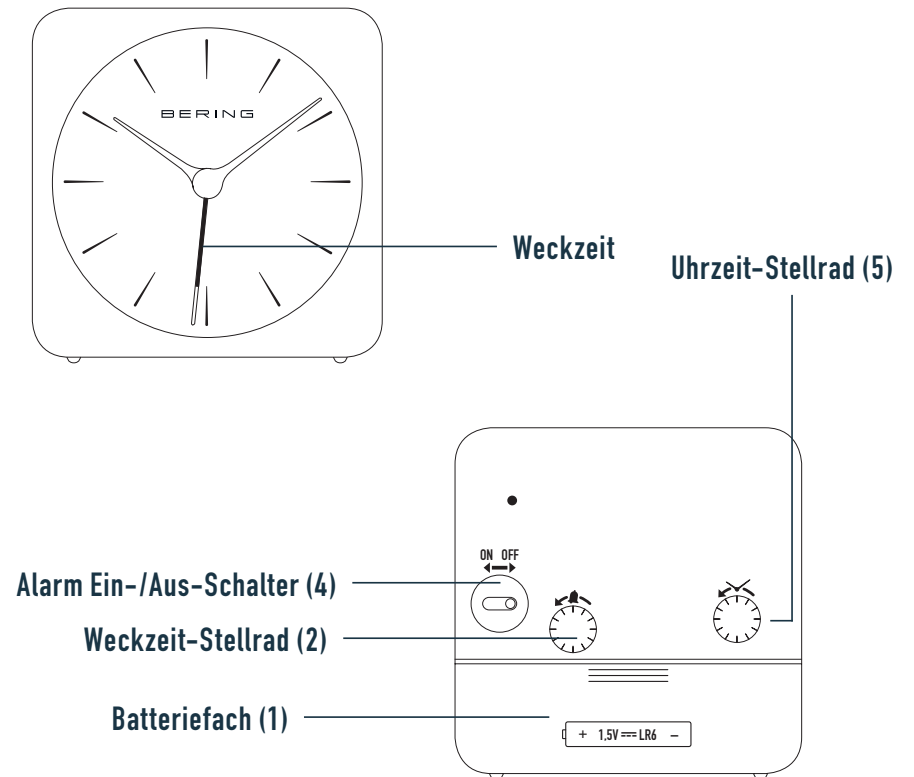 BERING
Weckzeit
Uhrzeit-Stellrad (5)
ON OFF
Alarm Ein-/Aus-Schalter (4)
Weckzeit-Stellrad (2)
Batteriefach (1)
+ 1,5V LR6 –